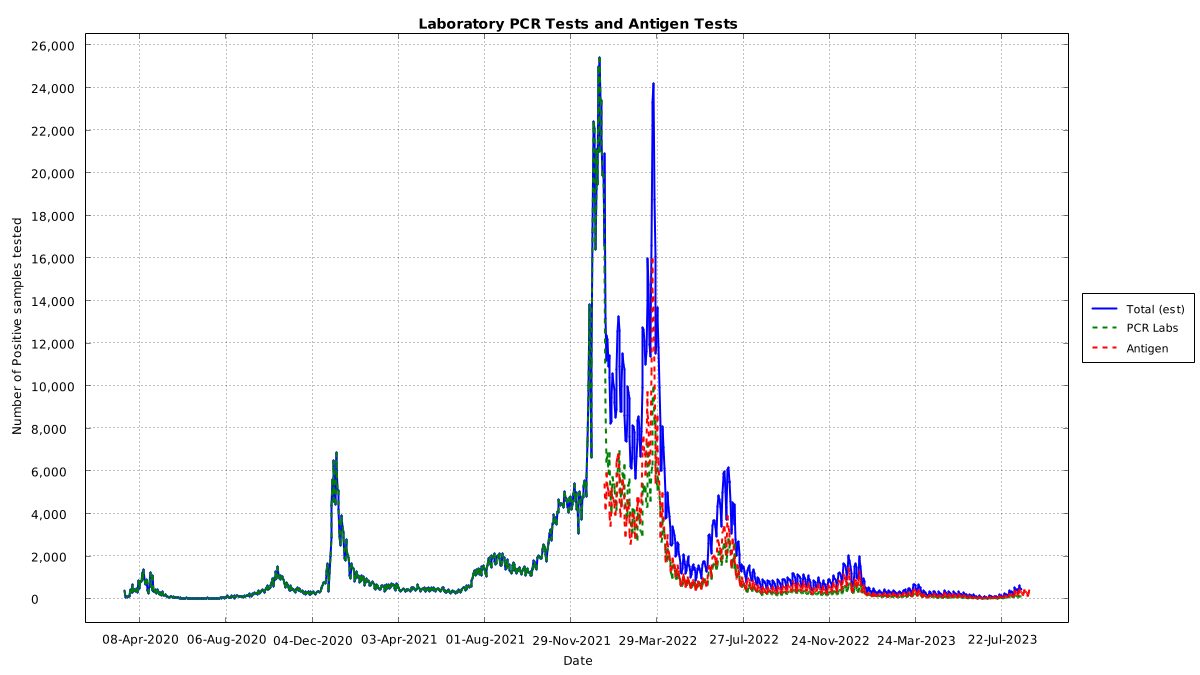 Laboratory PCR Tests and Antigen Tests
26,000
24,000
22,000
20,000
18,000
16,000
14,000
12,000
10,000
8,000
6,000
4,000
2,000
0
Number of Positive samples tested
08-Apr-2020 06-Aug-2020 04-Dec-2020 03-Apr-2021 01-Aug-2021 29-Nov-2021 29-Mar-2022 27-Jul-2022 24-Nov-2022 24-Mar-2023 22-Jul-2023
Date
Total (est)
PCR Labs
Antigen